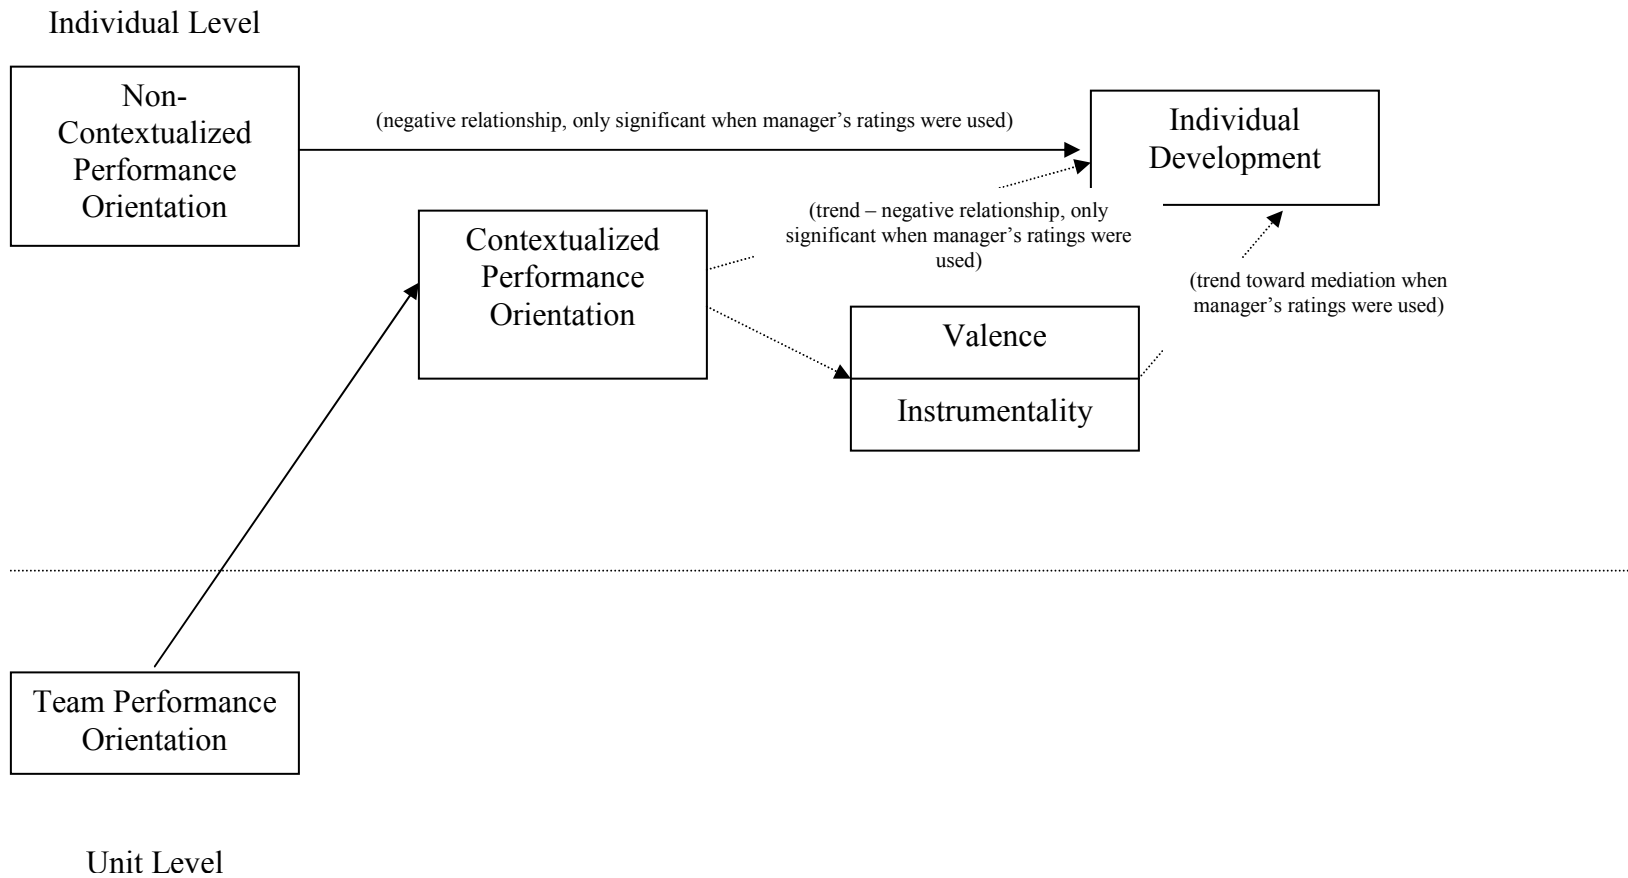 Individual Level
Non-
Contextualized
Performance
Orientation
(negative relationship, only significant when manager’s ratings were used)
Individual
Development
(trend – negative relationship, only
significant when manager’s ratings were
used)
Contextualized
Performance
Orientation
(trend toward mediation when
manager’s ratings were used)
Valence
Instrumentality
Team Performance
Orientation
Unit Level